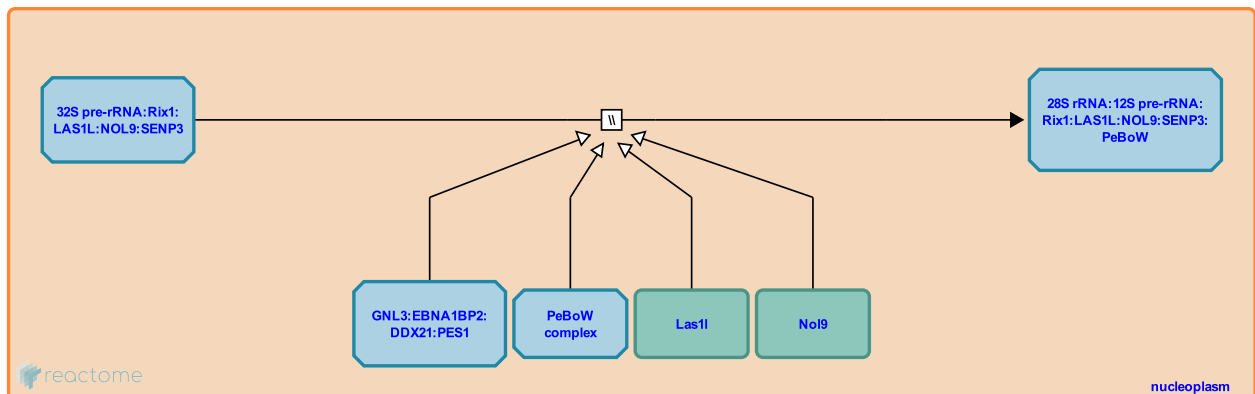 32S pre-rRNA:Rix1:
LAS1L:NOL9:SENP3
\\
28S rRNA:12S pre-rRNA:
Rix1:LAS1L:NOL9:SENP3:
PeBoW
GNL3:EBNA1BP2:
DDX21:PES1
PeBoW
complex
Las1l
Nol9
reactome
nucleoplasm